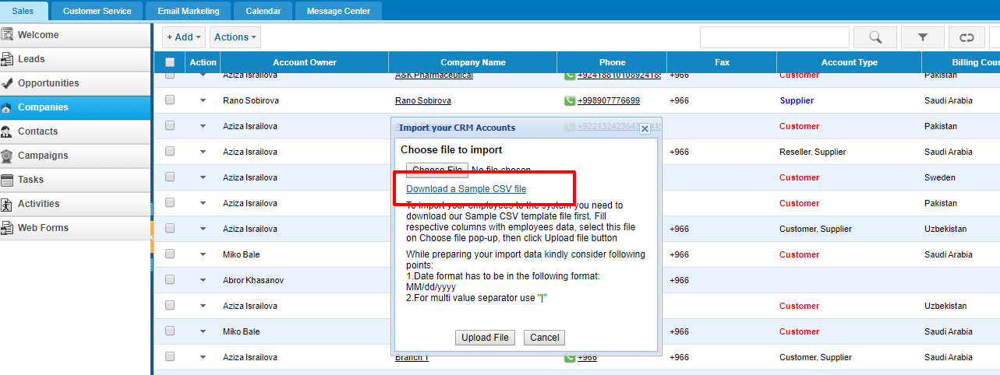 Sales
Customer Service
Email Marketing
Calendar
Message Center
Welcome
Leads
Opportunities
Companies
Contacts
Campaigns
Tasks
Activities
Web Forms
+ Add
Actions
Action Account Owner Company Name Phone Fax Account Type Billing Coun
Aziza Israilova A&K Pharmaceutical +966 Customer Pakistan
Rano Sobirova Rano Sobirova +998907776699 +966 Supplier Saudi Arabia
Aziza Israilova +966 Customer Pakistan
Aziza Israilova +966 Reseller, Supplier Saudi Arabia
Aziza Israilova Customer Sweden
Aziza Israilova Customer Pakistan
Aziza Israilova +966 Customer, Supplier Uzbekistan
Miko Bale +966 Customer Saudi Arabia
Abror Khasanov +966
Aziza Israilova Customer Uzbekistan
Miko Bale +966 Customer Saudi Arabia
Aziza Israilova Branch 1 +966 +966 Customer, Supplier Saudi Arabia
Import your CRM Accounts
Choose file to import
Choose File No file chosen
Download a Sample CSV file
To import your employees to the system you need to
download our Sample CSV template file first. Fill
respective columns with employees data, select this file
on Choose file pop-up, then click Upload file button
While preparing your import data kindly consider following
points:
1.Date format has to be in the following format:
MM/dd/yyyy
2.For multi value separator use "|"
Upload File
Cancel